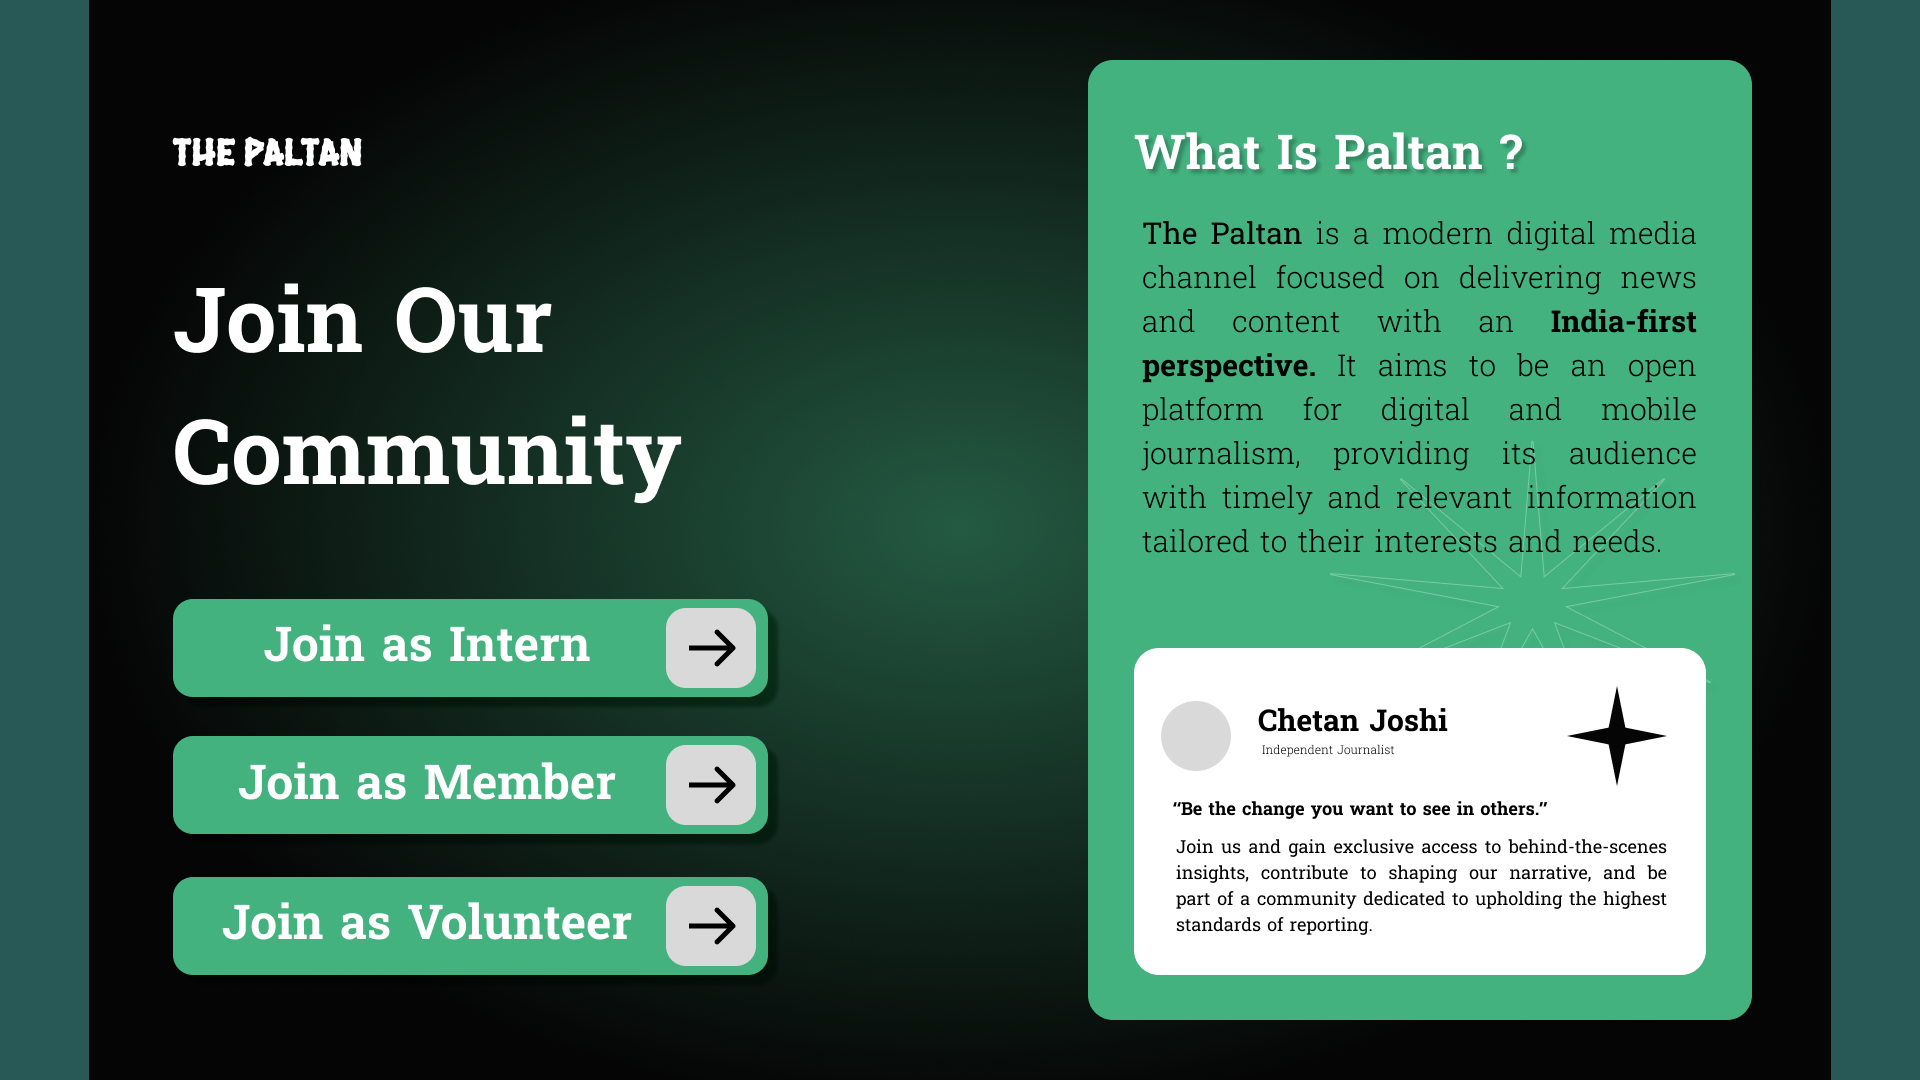 THE PALTAN
Join Our
Community
Join as Intern
Join as Member
Join as Volunteer
What Is Paltan ?
The Paltan is a modern digital media
channel focused on delivering news
and content with an India-first
perspective. It aims to be an open
platform for digital and mobile
journalism, providing its audience
with timely and relevant information
tailored to their interests and needs.
Chetan Joshi
Independent Journalist
“Be the change you want to see in others.”
Join us and gain exclusive access to behind-the-scenes
insights, contribute to shaping our narrative, and be
part of a community dedicated to upholding the highest
standards of reporting.